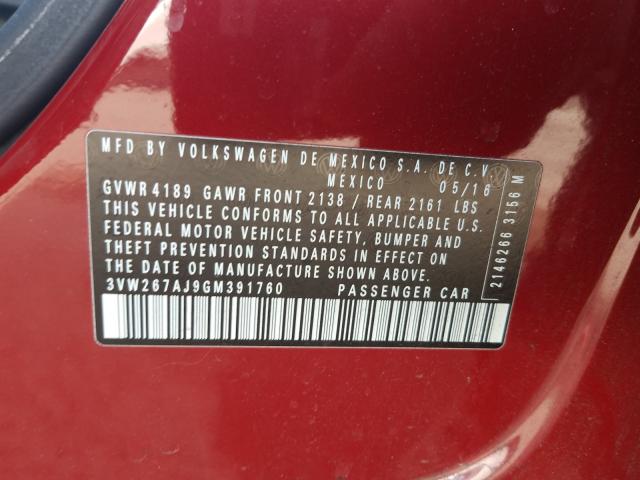 MFD BY VOLKSWAGEN DE MEXICO S.A. DE C.V.
MEXICO 05/16
GVWR 4189 GAWR FRONT 2138 / REAR 2161 LBS
THIS VEHICLE CONFORMS TO ALL APPLICABLE U.S.
FEDERAL MOTOR VEHICLE SAFETY, BUMPER AND
THEFT PREVENTION STANDARDS IN EFFECT ON
THE DATE OF MANUFACTURE SHOWN ABOVE.
3VW267AJ9GM391760 PASSENGER CAR
2146266 3156 M